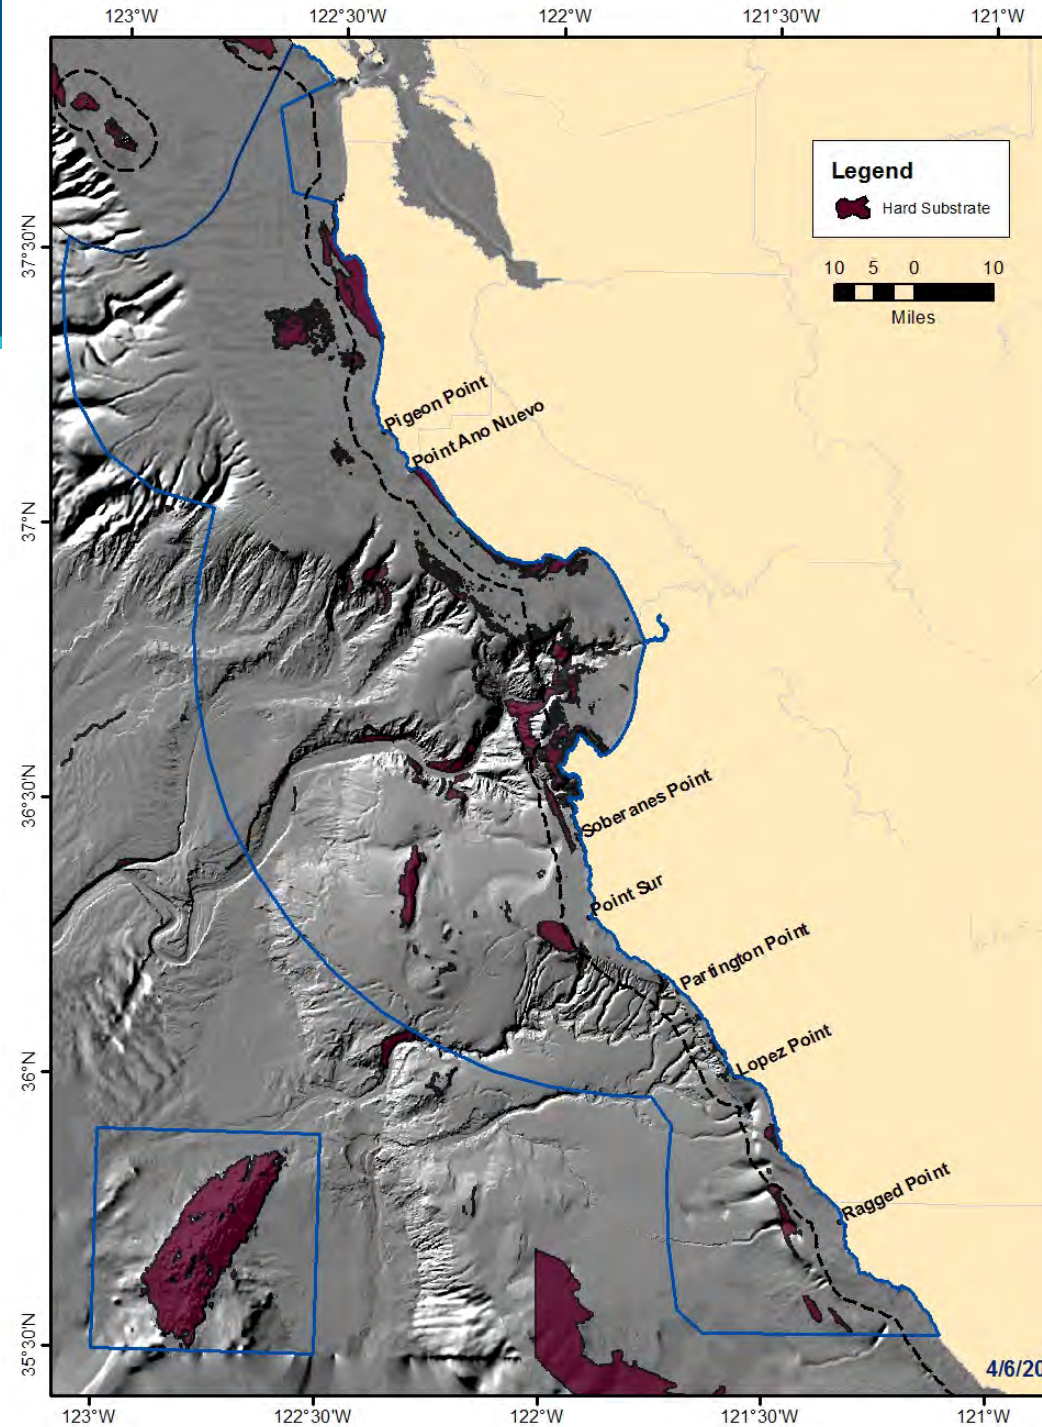 123°W 122°30'W 122°W 121°30'W 121°W
Legend
Hard Substrate
37°30'N
10 5 0 10
Miles
Pigeon Point
Point Ano Nuevo
37°N
36°30'N
Soberanes Point
Point Sur
Partington Point
Lopez Point
36°N
Ragged Point
35°30'N
4/6/20
123°W 122°30'W 122°W 121°30'W 121°W